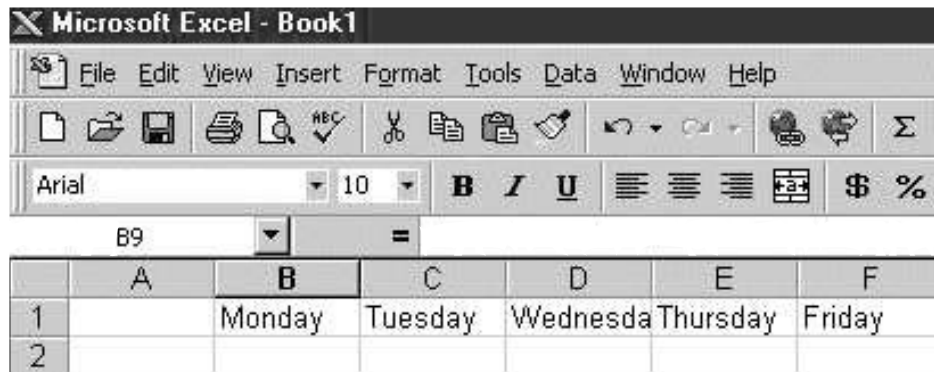 Microsoft Excel - Book1
File Edit View Insert Format Tools Data Window Help
ABC Σ
Arial 10 B I U a $ %
B9 =
A B C D E F
1 Monday Tuesday Wednesda Thursday Friday
2